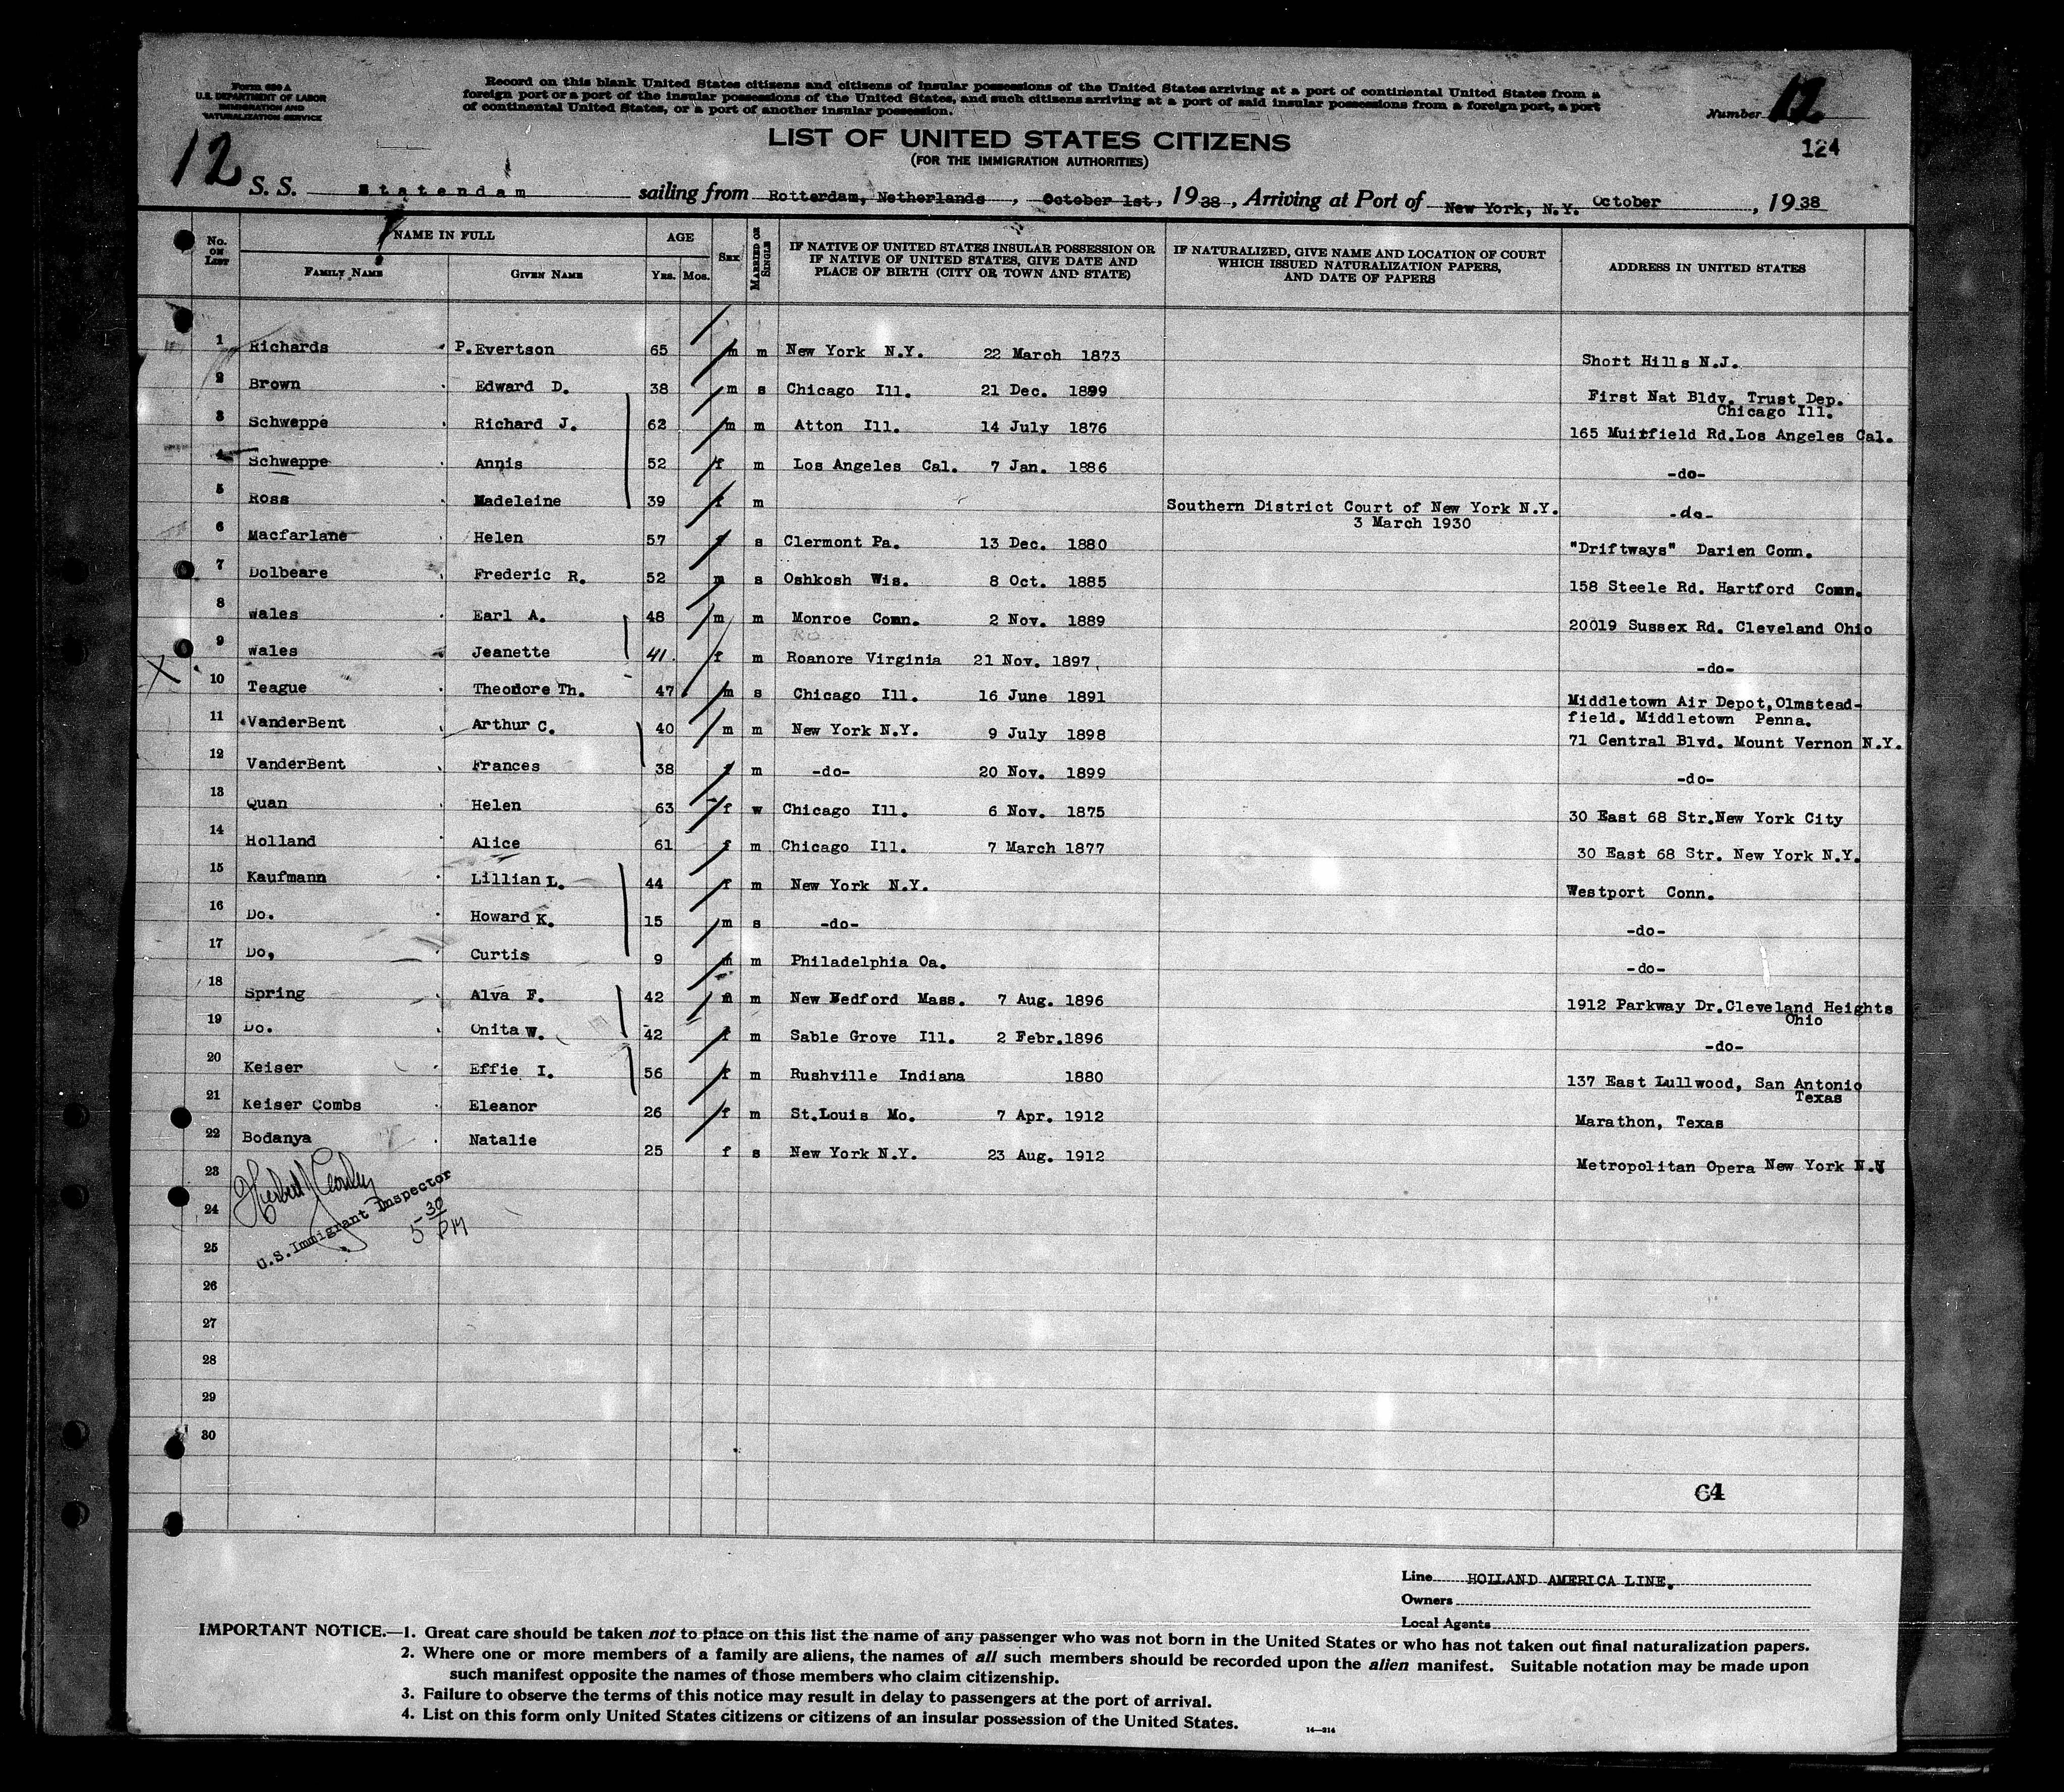 Form 630 A
U.S. DEPARTMENT OF LABOR
IMMIGRATION AND
NATURALIZATION SERVICE
Record on this blank United States citizens and citizens of insular possessions of the United States arriving at a port of continental United States from a
foreign port or a port of the insular possessions of the United States, and such citizens arriving at a port of said insular possessions from a foreign port, a port
of continental United States, or a port of another insular possession.
Number 12
124
LIST OF UNITED STATES CITIZENS
(FOR THE IMMIGRATION AUTHORITIES)
12
S. S. Statendam sailing from Rotterdam, Netherlands, October 1st, 1938, Arriving at Port of New York, N.Y. October, 1938
No. ON LIST NAME IN FULL FAMILY NAME GIVEN NAME AGE YRS. MOS. SEX MARRIED OR SINGLE IF NATIVE OF UNITED STATES INSULAR POSSESSION OR IF NATIVE OF UNITED STATES, GIVE DATE AND PLACE OF BIRTH (CITY OR TOWN AND STATE) IF NATURALIZED, GIVE NAME AND LOCATION OF COURT WHICH ISSUED NATURALIZATION PAPERS, AND DATE OF PAPERS ADDRESS IN UNITED STATES
1 Richards P.Evertson 65 m m New York N.Y. 22 March 1873 Short Hills N.J.
2 Brown Edward D. 38 m s Chicago Ill. 21 Dec. 1899 First Nat Bldv. Trust Dep.
Chicago Ill.
3 Schweppe Richard J. 62 m m Atton Ill. 14 July 1876 165 Muirfield Rd.Los Angeles Cal.
4 Schweppe Annis 52 f m Los Angeles Cal. 7 Jan. 1886 -do-
5 Ross Madeleine 39 f m Southern District Court of New York N.Y. -do-
3 March 1930
6 Macfarlane Helen 57 f s Clermont Pa. 13 Dec. 1880 "Driftways" Darien Conn.
7 Dolbeare Frederic R. 52 m s Oshkosh Wis. 8 Oct. 1885 158 Steele Rd. Hartford Conn.
8 Wales Earl A. 48 m m Monroe Conn. 2 Nov. 1889 20019 Sussex Rd. Cleveland Ohio
9 Wales Jeanette 41. f m Roanore Virginia 21 Nov. 1897 -do-
X 10 Teague Theodore Th. 47 m s Chicago Ill. 16 June 1891 Middletown Air Depot,Olmstead-
field. Middletown Penna.
11 VanderBent Arthur C. 40 m m New York N.Y. 9 July 1898 71 Central Blvd. Mount Vernon N.Y.
12 VanderBent Frances 38 f m -do- 20 Nov. 1899 -do-
13 Quan Helen 63 f w Chicago Ill. 6 Nov. 1875 30 East 68 Str.New York City
14 Holland Alice 61 f m Chicago Ill. 7 March 1877 30 East 68 Str. New York N.Y.
15 Kaufmann Lillian L. 44 f m New York N.Y. Westport Conn.
16 Do. Howard K. 15 m s -do- -do-
17 Do, Curtis 9 m m Philadelphia Oa. -do-
18 Spring Alva F. 42 m m New Bedford Mass. 7 Aug. 1896 1912 Parkway Dr.Cleveland Heights
Ohio
19 Do. Onita W. 42 f m Sable Grove Ill. 2 Febr.1896 -do-
20 Keiser Effie I. 56 f m Rushville Indiana 1880 137 East Lullwood, San Antonio
Texas
21 Keiser Combs Eleanor 26 f m St.Louis Mo. 7 Apr. 1912 Marathon, Texas
22 Bodanya Natalie 25 f s New York N.Y. 23 Aug. 1912 Metropolitan Opera New York N.Y
23
24
U.S. Immigrant Inspector
5 30 PM
25
26
27
28
29
30
C4
Line HOLLAND AMERICA LINE.
Owners
Local Agents
IMPORTANT NOTICE.—1. Great care should be taken not to place on this list the name of any passenger who was not born in the United States or who has not taken out final naturalization papers.
2. Where one or more members of a family are aliens, the names of all such members should be recorded upon the alien manifest. Suitable notation may be made upon
such manifest opposite the names of those members who claim citizenship.
3. Failure to observe the terms of this notice may result in delay to passengers at the port of arrival.
4. List on this form only United States citizens or citizens of an insular possession of the United States.
14—214